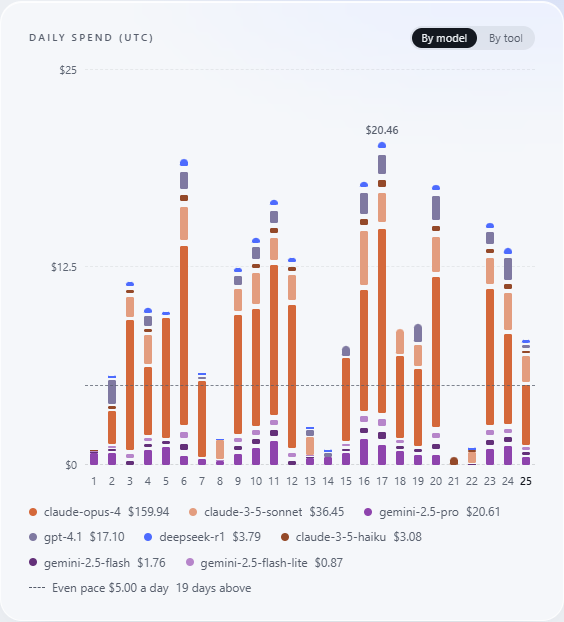 DAILY SPEND (UTC) By model By tool
$25
$20.46
$12.5
$0
1 2 3 4 5 6 7 8 9 10 11 12 13 14 15 16 17 18 19 20 21 22 23 24 25
claude-opus-4 $159.94 claude-3-5-sonnet $36.45 gemini-2.5-pro $20.61
gpt-4.1 $17.10 deepseek-r1 $3.79 claude-3-5-haiku $3.08
gemini-2.5-flash $1.76 gemini-2.5-flash-lite $0.87
Even pace $5.00 a day 19 days above